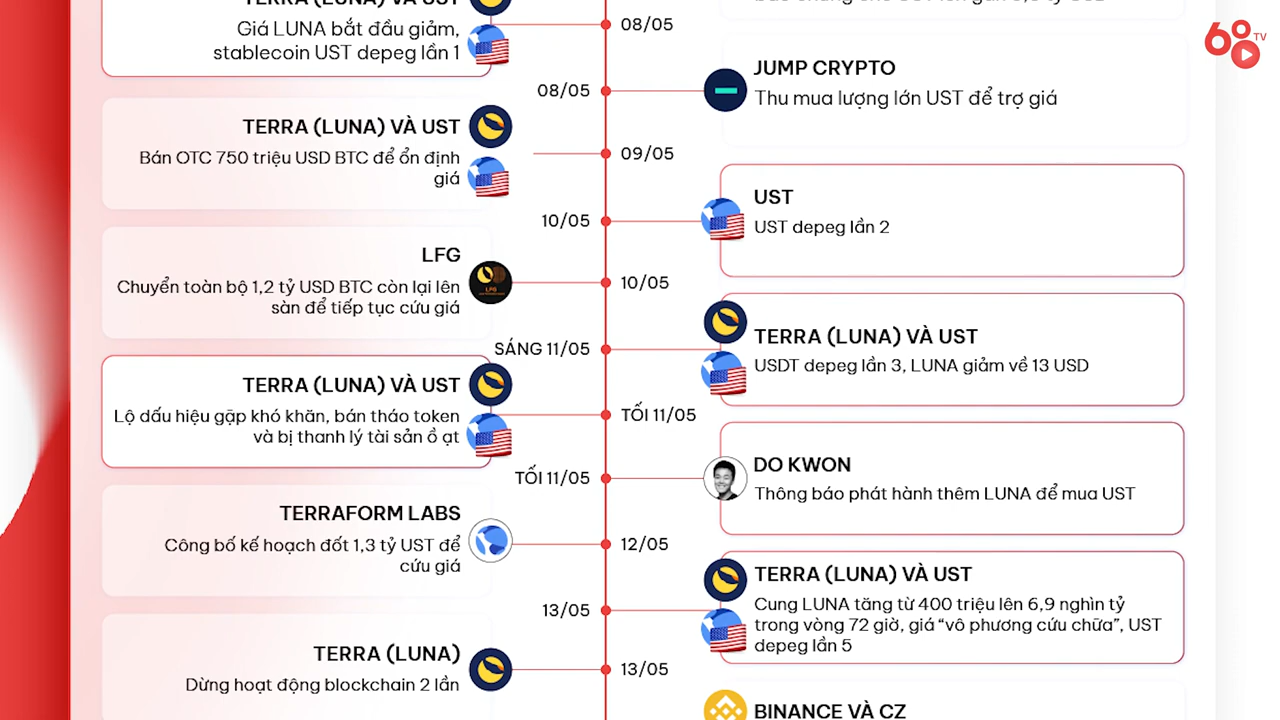 TERRA (LUNA) VÀ UST
Giá LUNA bắt đầu giảm,
stablecoin UST depeg lần 1
08/05
08/05
JUMP CRYPTO
Thu mua lượng lớn UST để trợ giá
TERRA (LUNA) VÀ UST
Bán OTC 750 triệu USD BTC để ổn định
giá
09/05
10/05
UST
UST depeg lần 2
LFG
Chuyển toàn bộ 1,2 tỷ USD BTC còn lại lên
sàn để tiếp tục cứu giá
10/05
SÁNG 11/05
TERRA (LUNA) VÀ UST
USDT depeg lần 3, LUNA giảm về 13 USD
TERRA (LUNA) VÀ UST
Lộ dấu hiệu gặp khó khăn, bán tháo token
và bị thanh lý tài sản ồ ạt
TỐI 11/05
TỐI 11/05
DO KWON
Thông báo phát hành thêm LUNA để mua UST
TERRAFORM LABS
Công bố kế hoạch đốt 1,3 tỷ UST để
cứu giá
12/05
13/05
TERRA (LUNA) VÀ UST
Cung LUNA tăng từ 400 triệu lên 6,9 nghìn tỷ
trong vòng 72 giờ, giá “vô phương cứu chữa”, UST
depeg lần 5
TERRA (LUNA)
Dừng hoạt động blockchain 2 lần
13/05
BINANCE VÀ CZ
68 TV
LFG